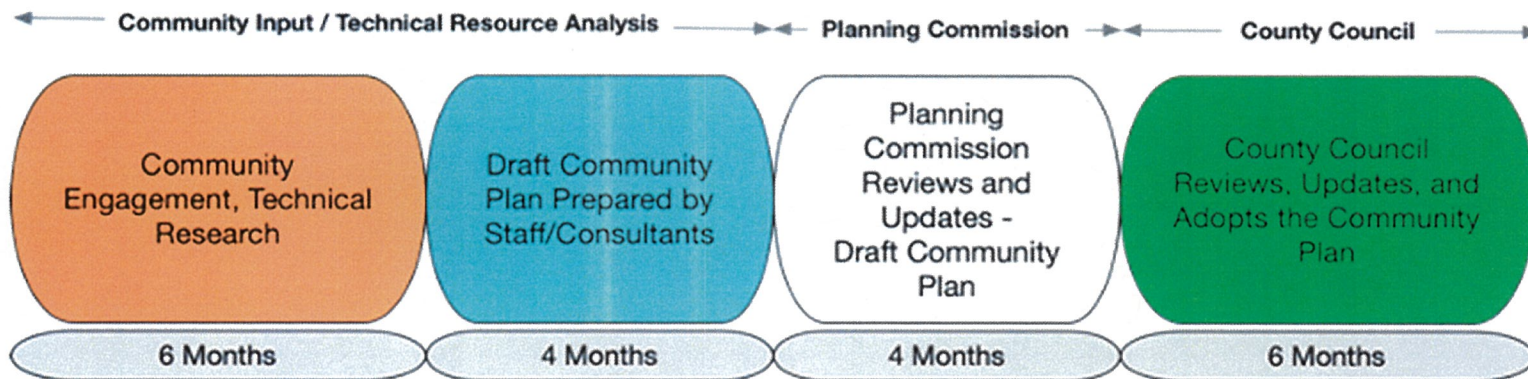 Community Input / Technical Resource Analysis
Planning Commission
County Council
Community
Engagement, Technical
Research
Draft Community
Plan Prepared by
Staff/Consultants
Planning
Commission
Reviews and
Updates -
Draft Community
Plan
County Council
Reviews, Updates, and
Adopts the Community
Plan
6 Months
4 Months
4 Months
6 Months